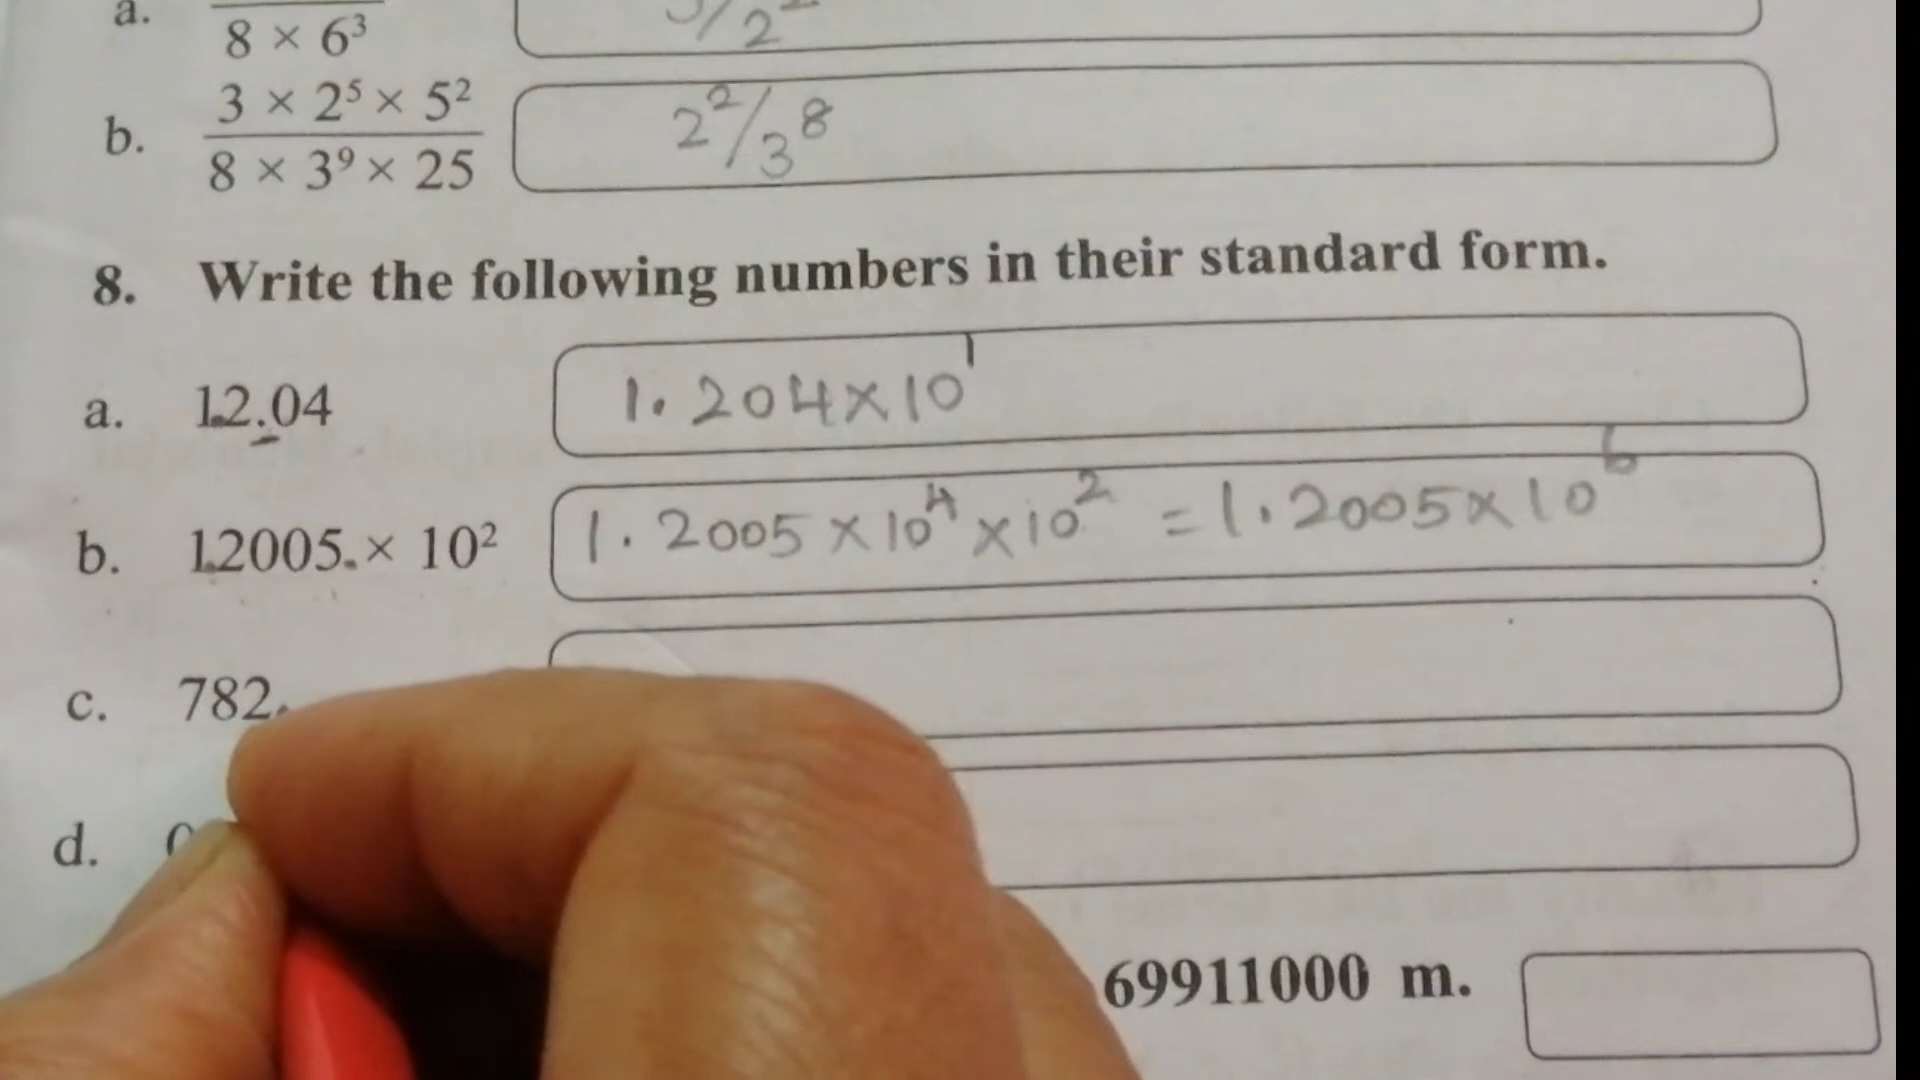 a. 8 × 6³
b. 3 × 2⁵ × 5² / 8 × 3⁹ × 25 2²/3⁸
8. Write the following numbers in their standard form.
a. 12.04 1.204×10¹
b. 12005.× 10² 1.2005×10⁴×10² =1.2005×10⁶
c. 782.
d.
69911000 m.